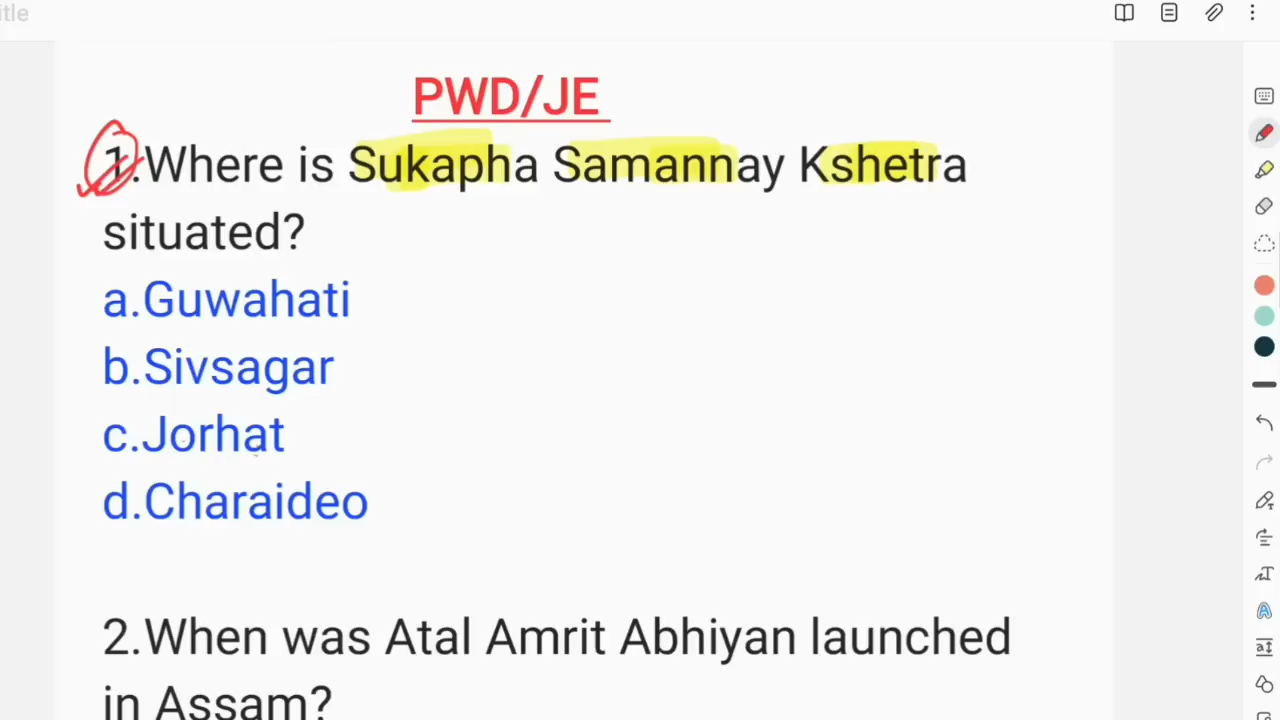 itle
PWD/JE
1.Where is Sukapha Samannay Kshetra
situated?
a.Guwahati
b.Sivsagar
c.Jorhat
d.Charaideo
2.When was Atal Amrit Abhiyan launched
in Assam?